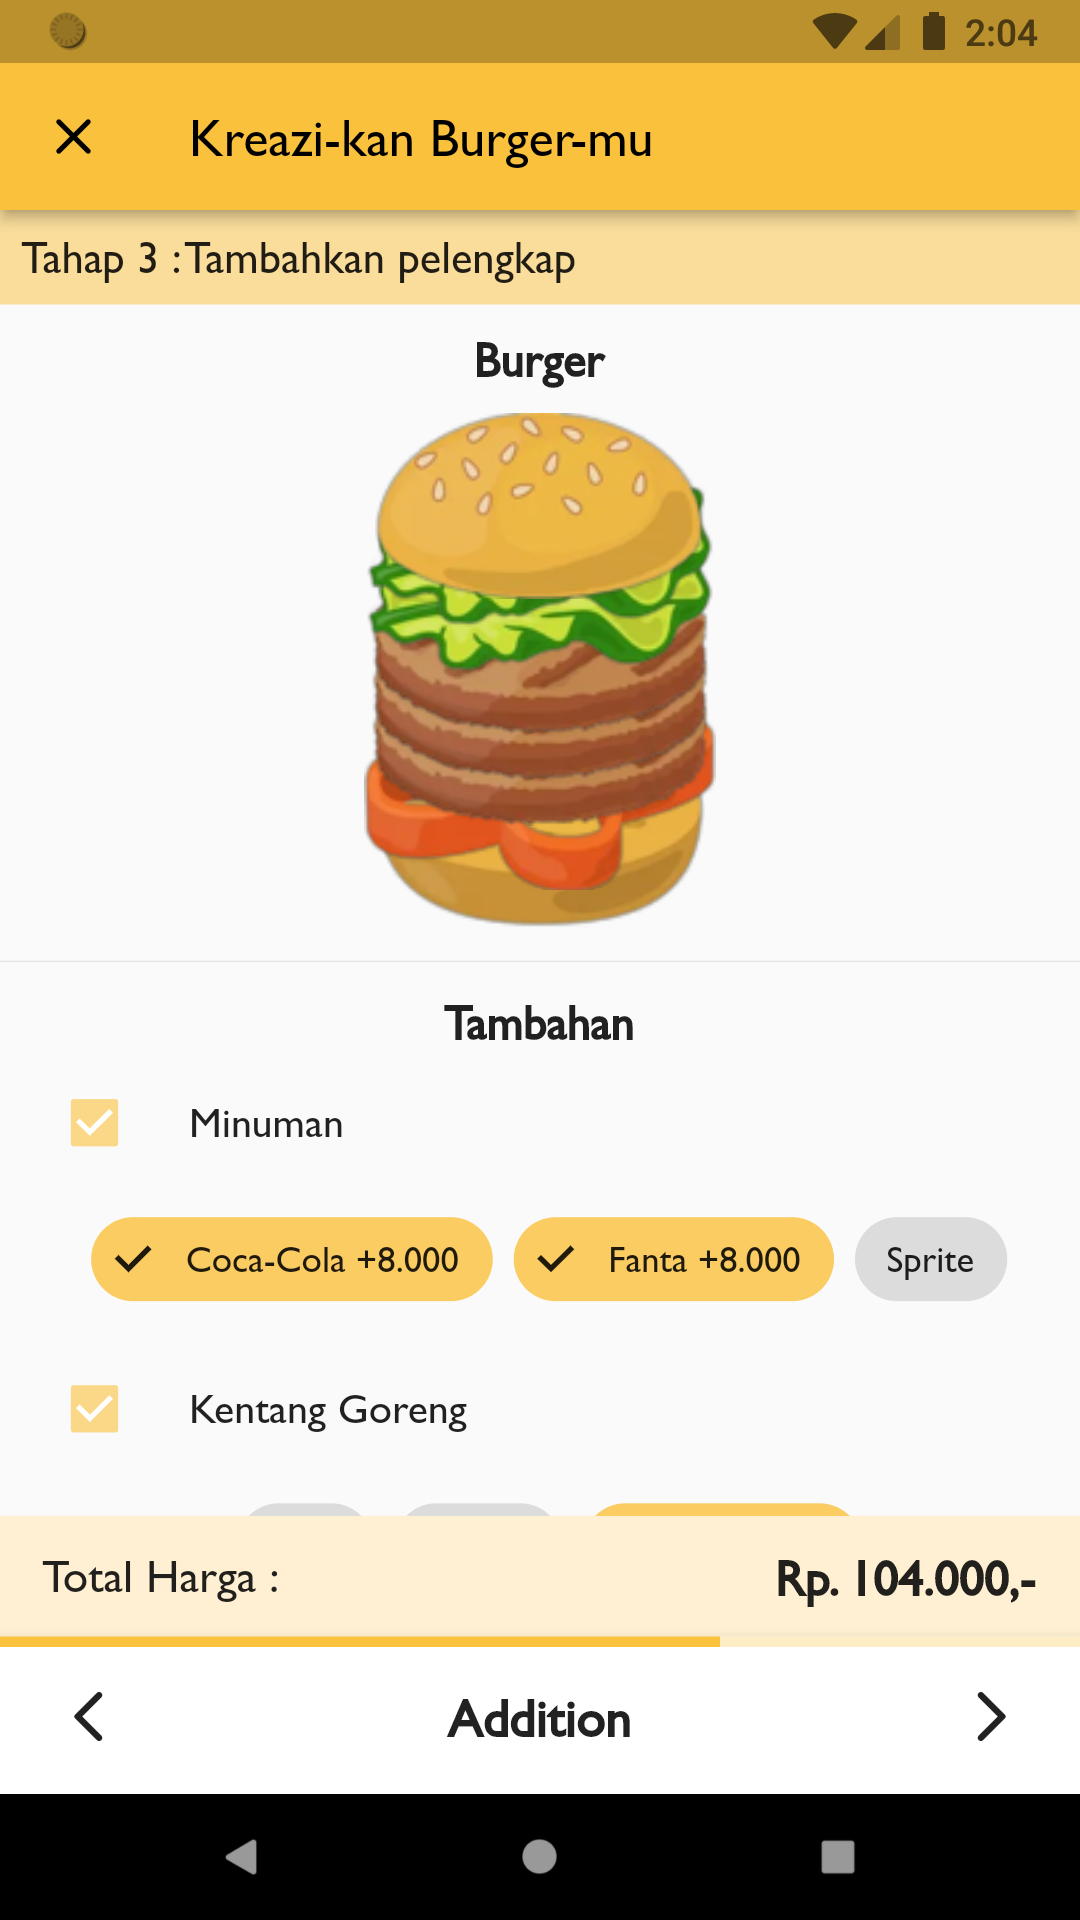 2:04
Kreazi-kan Burger-mu
Tahap 3 : Tambahkan pelengkap
Burger
Tambahan
Minuman
Coca-Cola +8.000 Fanta +8.000 Sprite
Kentang Goreng
Total Harga : Rp. 104.000,-
Addition